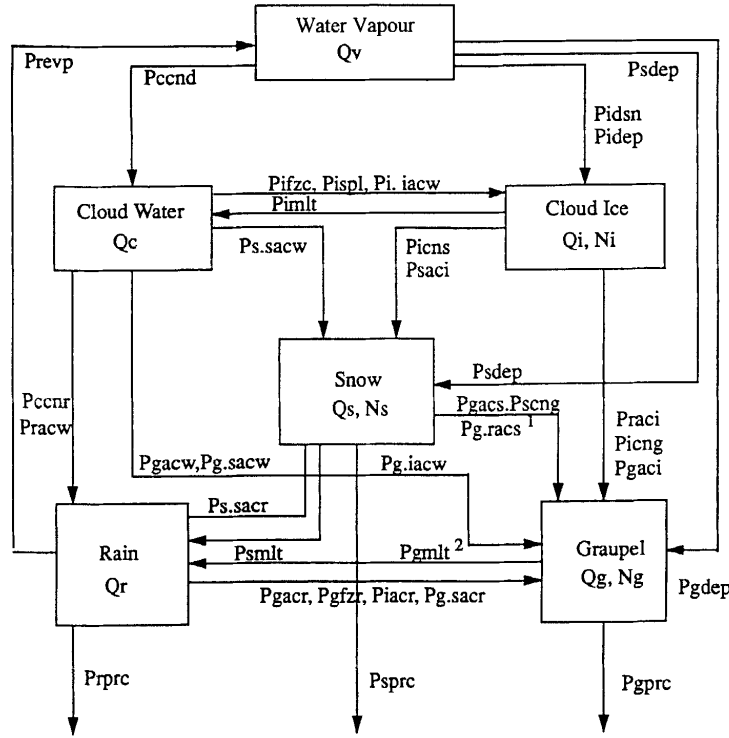 Water Vapour
Qv
Prevp
Pccnd
Psdep
Pidsn
Pidep
Pifzc, Pispl, Pi. iacw
Pimlt
Cloud Water
Qc
Cloud Ice
Qi, Ni
Ps.sacw
Picns
Psaci
Snow
Qs, Ns
Psdep
Pccnr
Pracw
Pgacs.Pscng
Pg.racs 1
Praci
Picng
Pgaci
Pgacw,Pg.sacw
Pg.iacw
Ps.sacr
Rain
Qr
Psmlt
Pgmlt 2
Graupel
Qg, Ng
Pgdep
Pgacr, Pgfzr, Piacr, Pg.sacr
Prprc
Psprc
Pgprc